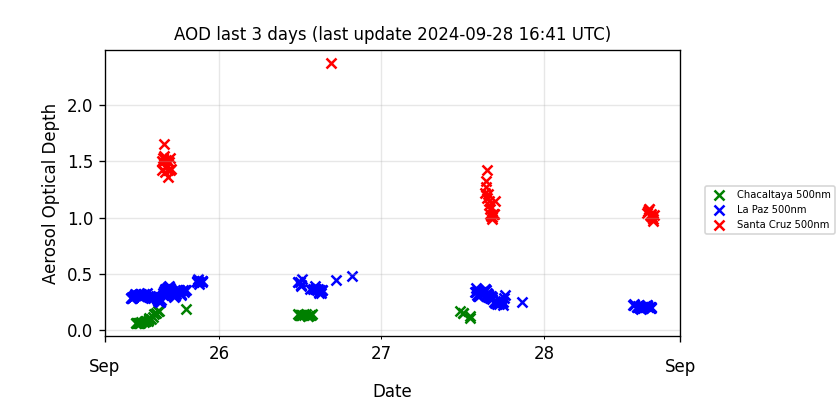 AOD last 3 days (last update 2024-09-28 16:41 UTC)
Aerosol Optical Depth
2.0
1.5
1.0
0.5
0.0
26
27
28
Sep
Sep
Date
Chacaltaya 500nm
La Paz 500nm
Santa Cruz 500nm